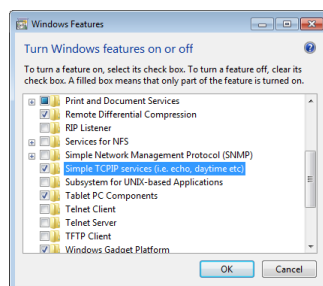 Windows Features
Turn Windows features on or off
To turn a feature on, select its check box. To turn a feature off, clear its
check box. A filled box means that only part of the feature is turned on.
Print and Document Services
Remote Differential Compression
RIP Listener
Services for NFS
Simple Network Management Protocol (SNMP)
Simple TCPIP services (i.e. echo, daytime etc)
Subsystem for UNIX-based Applications
Tablet PC Components
Telnet Client
Telnet Server
TFTP Client
Windows Gadget Platform
OK Cancel